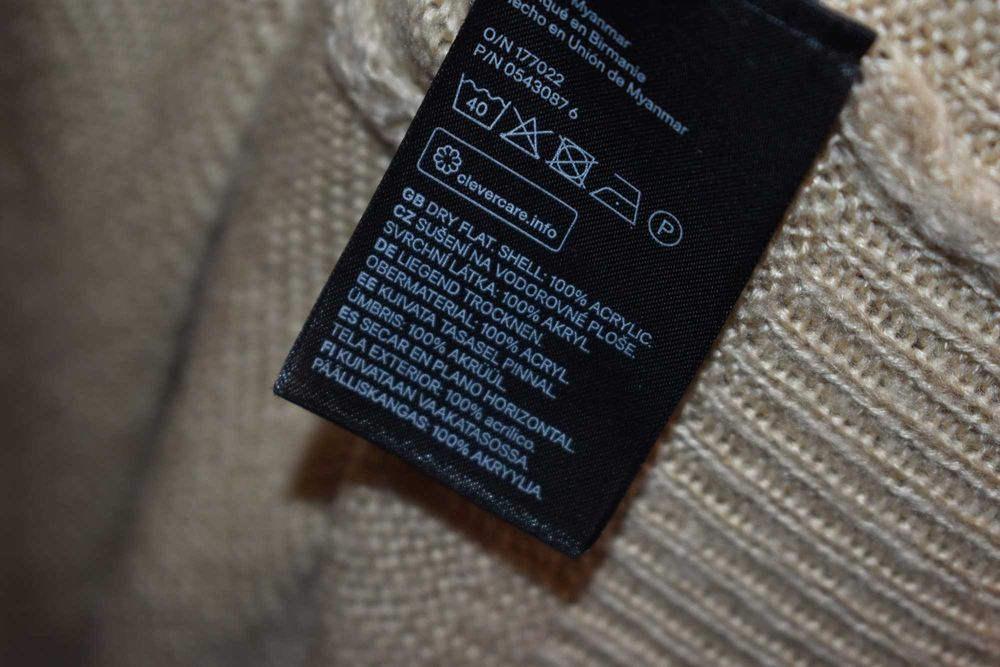 Myanmar
qué en Birmanie
Hecho en Unión de Myanmar
O/N 177022
P/N 0543087 6
40
P
clevercare.info
GB DRY FLAT. SHELL: 100% ACRYLIC
CZ SUŠENÍ NA VODOROVNÉ PLOŠE.
SVRCHNÍ LÁTKA: 100% AKRYL
DE LIEGEND TROCKNEN.
OBERMATERIAL: 100% ACRYL
EE KUIVATA TASASEL PINNAL
ÜMBRIS: 100% AKRÜÜL
ES SECAR EN PLANO HORIZONTAL
TELA EXTERIOR: 100% acrílico
FI KUIVATAAN VAAKATASOSSA
PÄÄLLISKANGAS: 100% AKRYYLIA